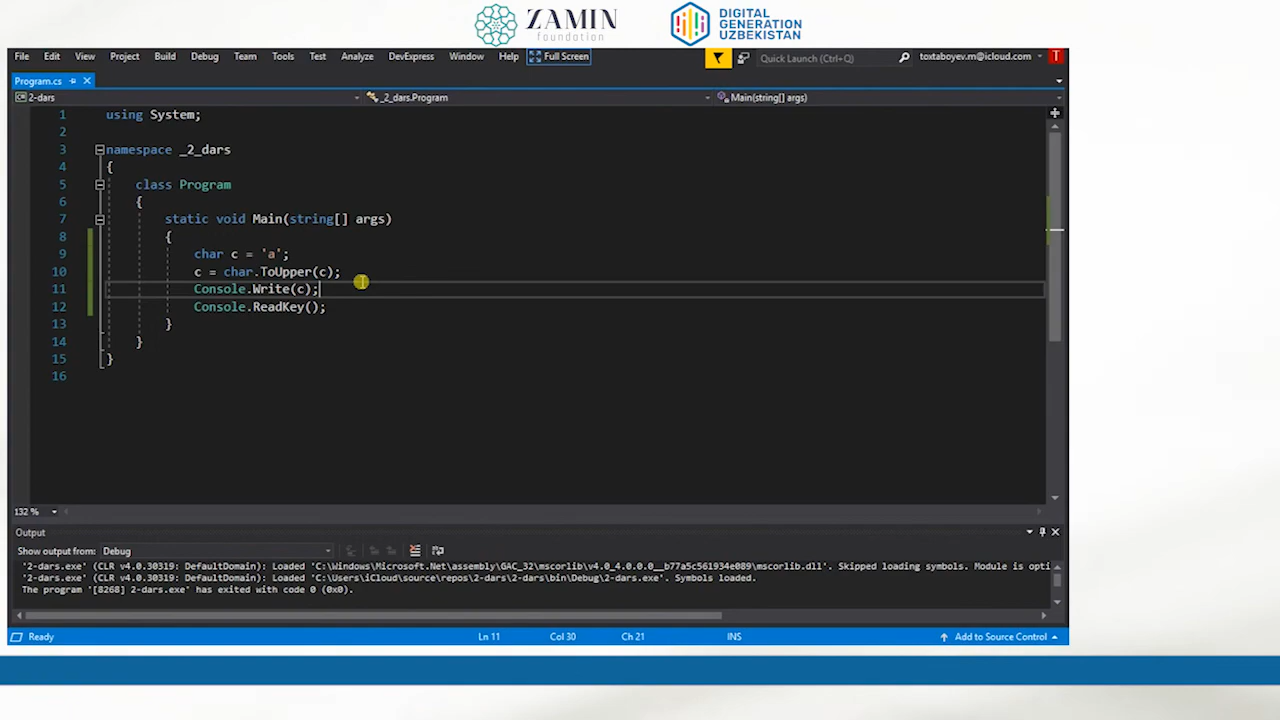 ZAMIN
foundation
DIGITAL
GENERATION
UZBEKISTAN
File Edit View Project Build Debug Team Tools Test Analyze DevExpress Window Help Full Screen Quick Launch (Ctrl+Q) toxtaboyev.m@icloud.com T
Program.cs
2-dars _2_dars.Program Main(string[] args)
1 using System;
2
3 namespace _2_dars
4 {
5 class Program
6 {
7 static void Main(string[] args)
8 {
9 char c = 'a';
10 c = char.ToUpper(c);
11 Console.Write(c);
12 Console.ReadKey();
13 }
14 }
15 }
16
132 %
Output
Show output from: Debug
'2-dars.exe' (CLR v4.0.30319: DefaultDomain): Loaded 'C:\Windows\Microsoft.Net\assembly\GAC_32\mscorlib\v4.0_4.0.0.0__b77a5c561934e089\mscorlib.dll'. Skipped loading symbols. Module is opti
'2-dars.exe' (CLR v4.0.30319: DefaultDomain): Loaded 'C:\Users\iCloud\source\repos\2-dars\2-dars\bin\Debug\2-dars.exe'. Symbols loaded.
The program '[8268] 2-dars.exe' has exited with code 0 (0x0).
Ready Ln 11 Col 30 Ch 21 INS Add to Source Control